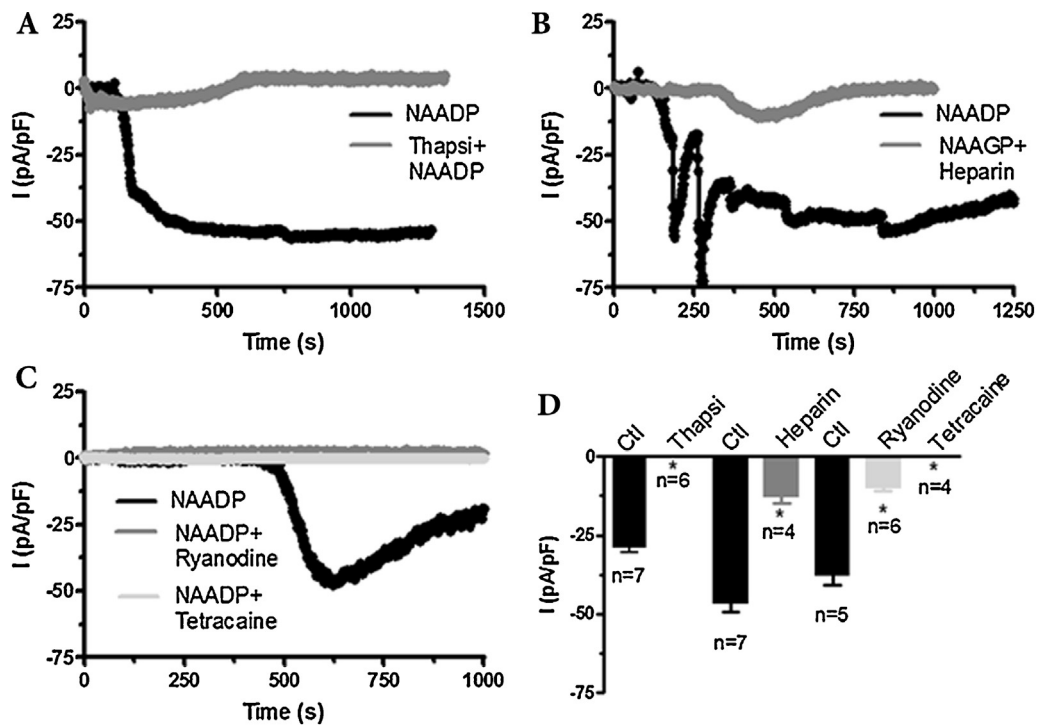 A
25
0
-25
-50
-75
I (pA/pF)
NAADP
Thapsi+
NAADP
0
500
1000
1500
Time (s)
B
25
0
-25
-50
-75
I (pA/pF)
NAADP
NAAGP+
Heparin
0
250
500
750
1000
1250
Time (s)
C
25
0
-25
-50
-75
I (pA/pF)
NAADP
NAADP+
Ryanodine
NAADP+
Tetracaine
0
250
500
750
1000
Time (s)
D
Ctl
Thapsi
Ctl
Heparin
Ctl
Ryanodine
Tetracaine
0
-25
-50
-75
I (pA/pF)
n=7
*
n=6
n=7
*
n=4
n=5
*
n=6
*
n=4